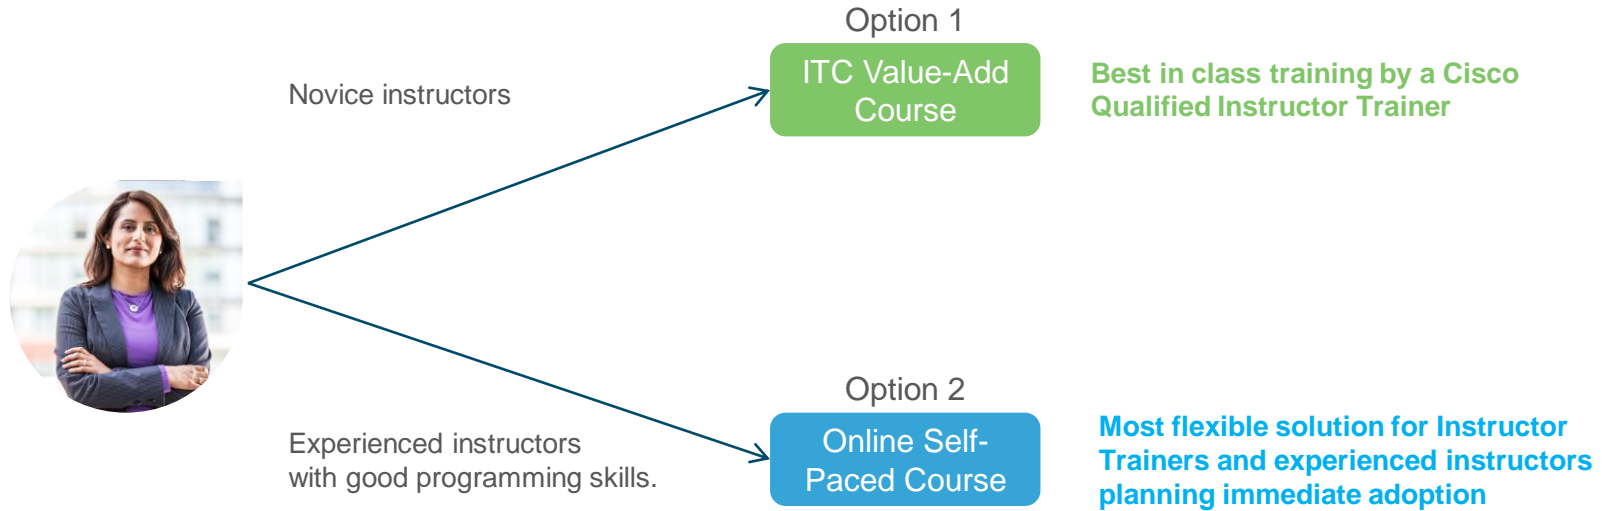 Option 1
ITC Value-Add
Course
Best in class training by a Cisco
Qualified Instructor Trainer
Novice instructors
Option 2
Experienced instructors
with good programming skills.
Online Self-
Paced Course
Most flexible solution for Instructor
Trainers and experienced instructors
planning immediate adoption